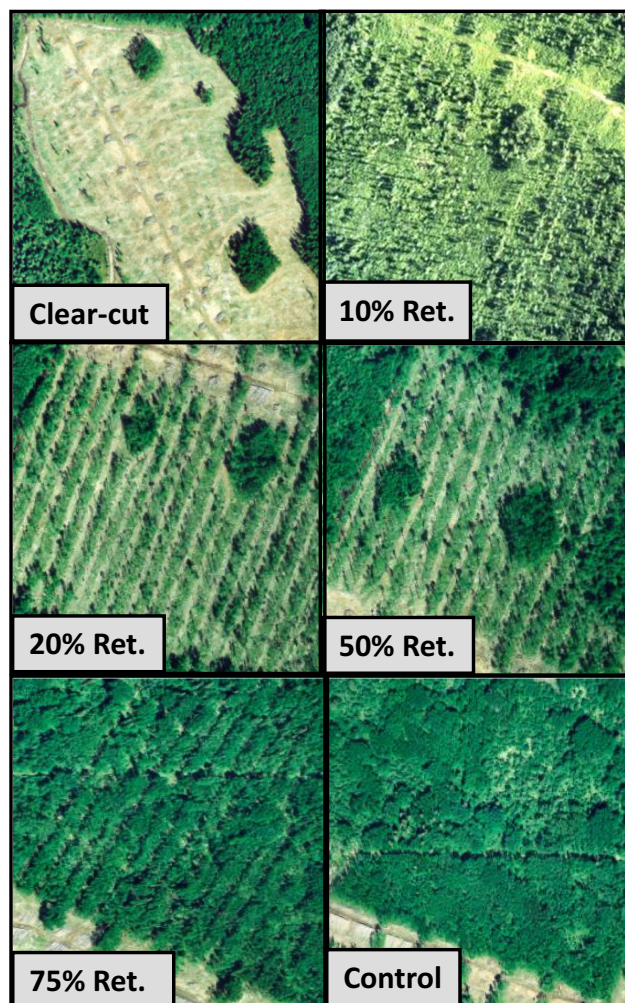 Clear-cut
10% Ret.
20% Ret.
50% Ret.
75% Ret.
Control